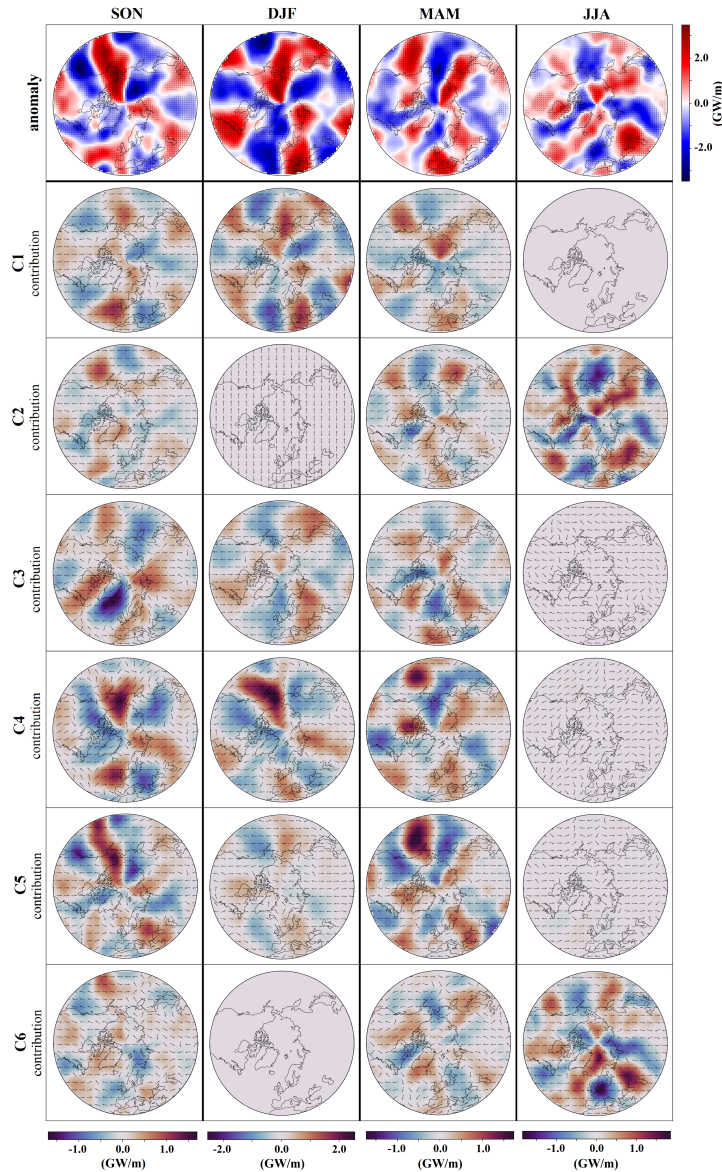 SON DJF MAM JJA
anomaly
2.0
0.0
-2.0
(GW/m)
C1
contribution
C2
contribution
C3
contribution
C4
contribution
C5
contribution
C6
contribution
-1.0 0.0 1.0 -2.0 0.0 2.0 -1.0 0.0 1.0 -1.0 0.0 1.0
(GW/m) (GW/m) (GW/m) (GW/m)